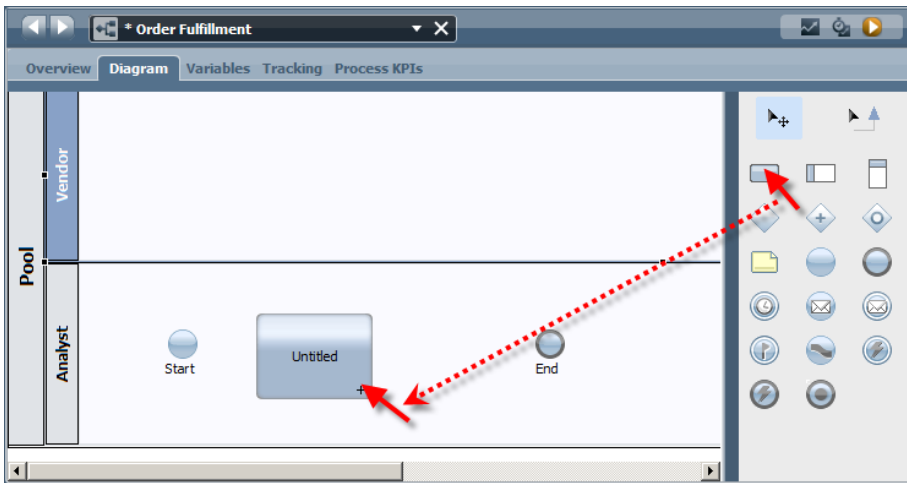 * Order Fulfillment
Overview Diagram Variables Tracking Process KPIs
Pool
Vendor
Analyst
Start
Untitled
End